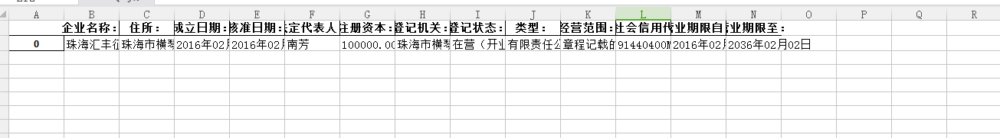 A B C D E F G H I J K L M N O P Q R
企业名称： 住所： 成立日期： 核准日期： 定代表人 注册资本： 登记机关： 登记状态： 类型： 经营范围： 社会信用代 业期限自 业期限至：
0 珠海汇丰 珠海市横 2016年02 2016年02 南芳 100000.00 珠海市横 在营（开业 有限责任公 章程记载的 91440400M 2016年02月 2036年02月02日